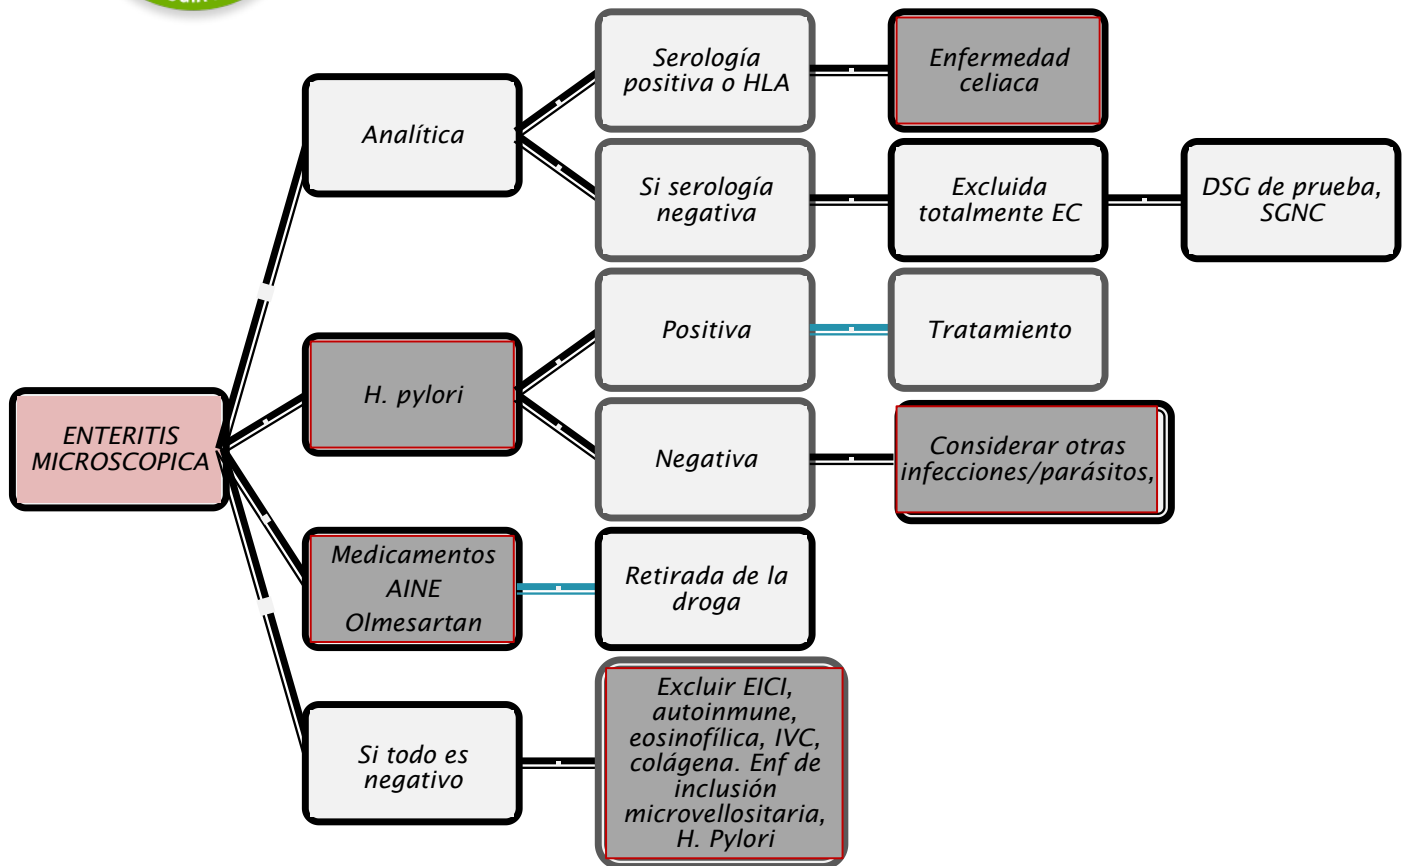 Serología
positiva o HLA
Enfermedad
celiaca
Analítica
Si serología
negativa
Excluida
totalmente EC
DSG de prueba,
SGNC
Positiva
Tratamiento
H. pylori
ENTERITIS
MICROSCOPICA
Negativa
Considerar otras
infecciones/parásitos,
Medicamentos
AINE
Olmesartan
Retirada de la
droga
Si todo es
negativo
Excluir EICI,
autoinmune,
eosinofílica, IVC,
colágena. Enf de
inclusión
microvellositaria,
H. Pylori